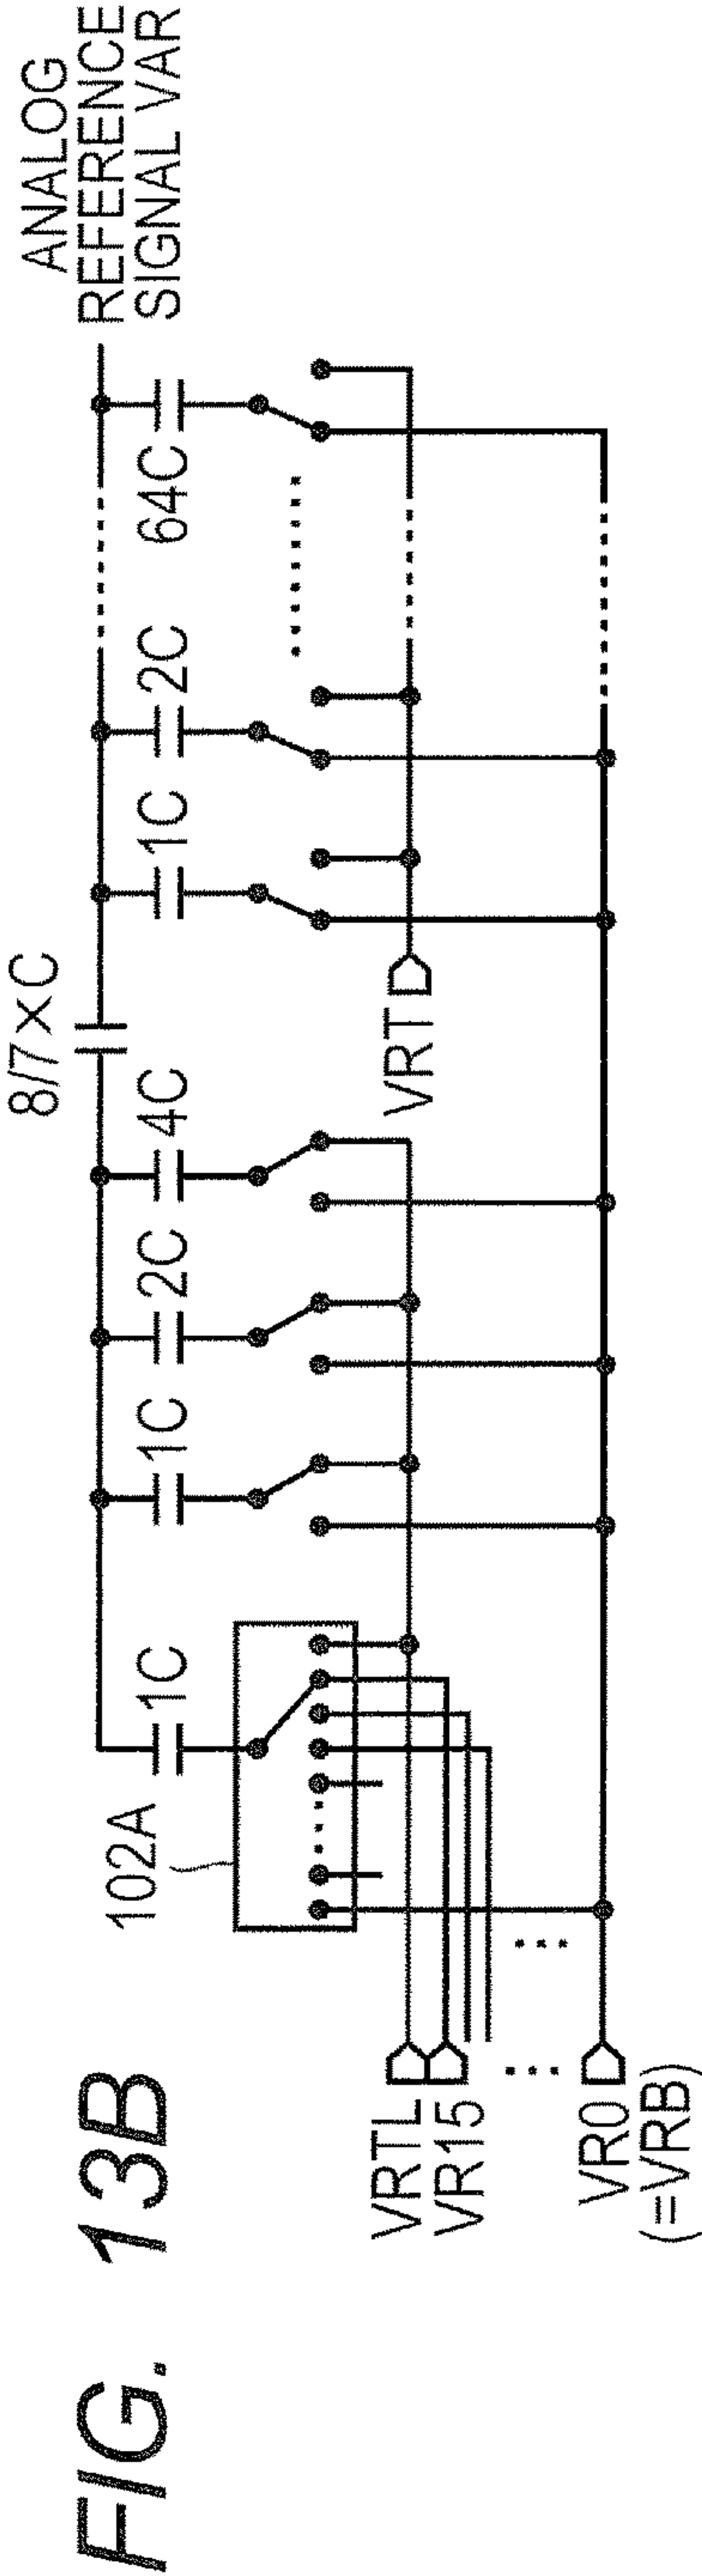 FIG. 13B
ANALOG
REFERENCE
SIGNAL VAR
8/7×C
1C
1C
2C
4C
1C
2C
64C
102A
VRT
VRTL
VR15
VR0
(=VRB)